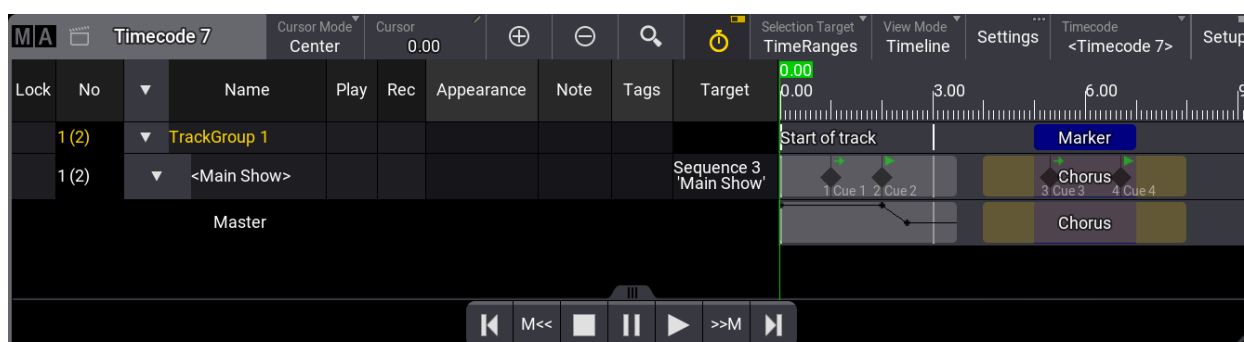 MA Timecode 7 Cursor Mode Cursor Selection Target View Mode Timecode
Center 0.00 TimeRanges Timeline Settings <Timecode 7> Setup
0.00
Lock No Name Play Rec Appearance Note Tags Target 0.00 3.00 6.00 9
1 (2) TrackGroup 1 Start of track Marker
1 (2) <Main Show> Sequence 3 Chorus
'Main Show'
1 Cue 1 2 Cue 2 3 Cue 3 4 Cue 4
Master Chorus
M<< >>M